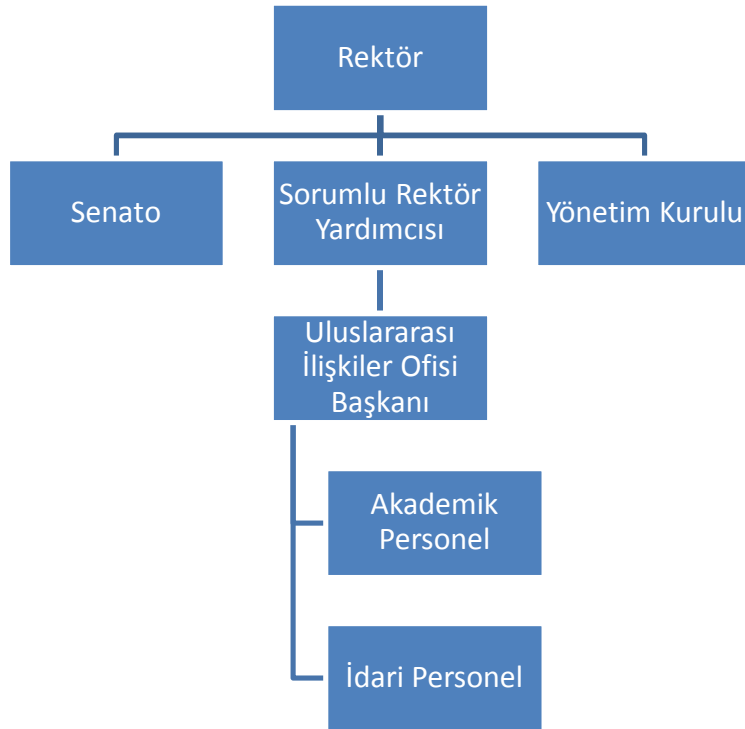 Rektör
Senato
Sorumlu Rektör
Yardımcısı
Yönetim Kurulu
Uluslararası
İlişkiler Ofisi
Başkanı
Akademik
Personel
İdari Personel